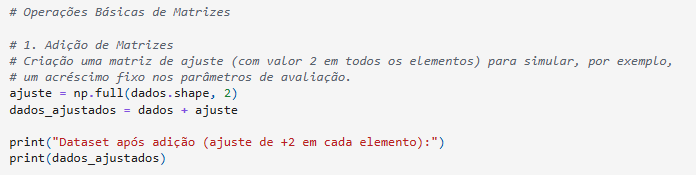 # Operações Básicas de Matrizes
# 1. Adição de Matrizes
# Criação uma matriz de ajuste (com valor 2 em todos os elementos) para simular, por exemplo,
# um acréscimo fixo nos parâmetros de avaliação.
ajuste = np.full(dados.shape, 2)
dados_ajustados = dados + ajuste
print("Dataset após adição (ajuste de +2 em cada elemento):")
print(dados_ajustados)